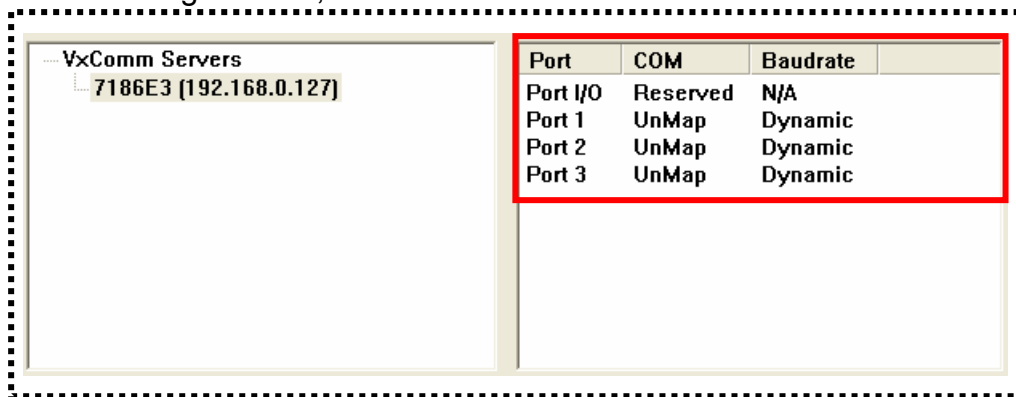 VxComm Servers
7186E3 (192.168.0.127)
Port COM Baudrate
Port I/O Reserved N/A
Port 1 UnMap Dynamic
Port 2 UnMap Dynamic
Port 3 UnMap Dynamic